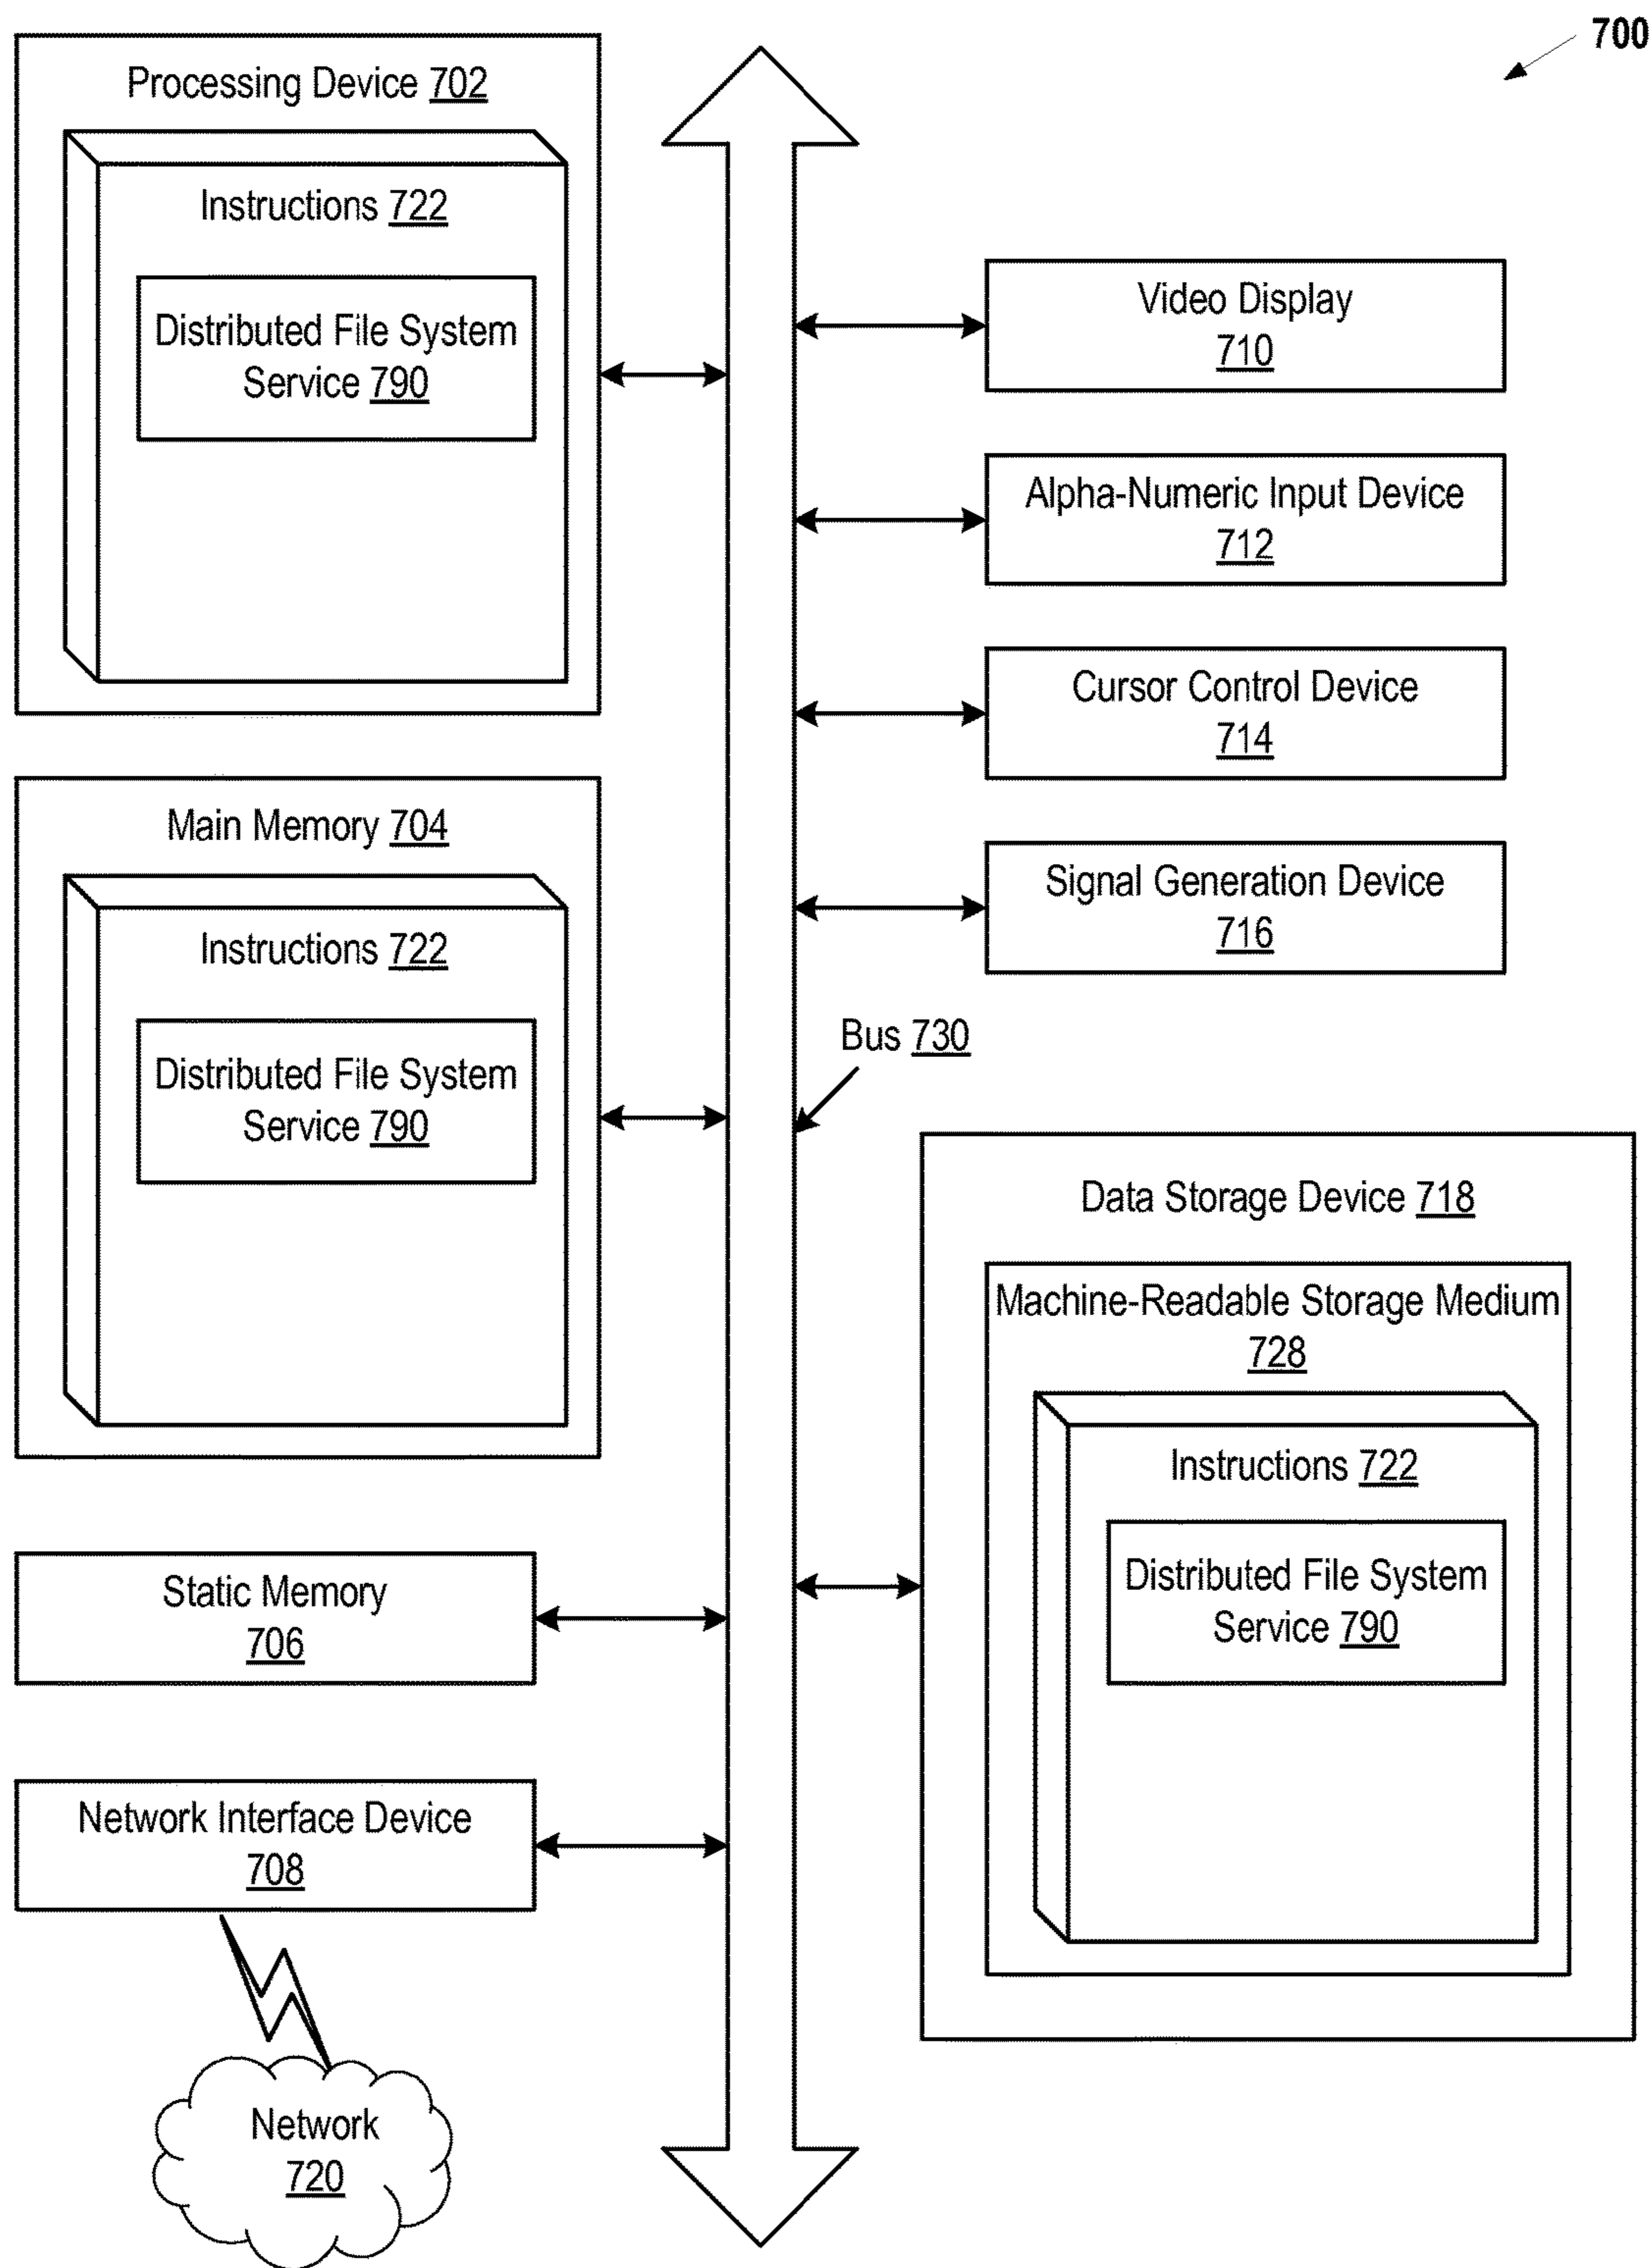 700
Processing Device 702
Instructions 722
Distributed File System
Service 790
Main Memory 704
Instructions 722
Distributed File System
Service 790
Static Memory
706
Network Interface Device
708
Network
720
Video Display
710
Alpha-Numeric Input Device
712
Cursor Control Device
714
Signal Generation Device
716
Bus 730
Data Storage Device 718
Machine-Readable Storage Medium
728
Instructions 722
Distributed File System
Service 790